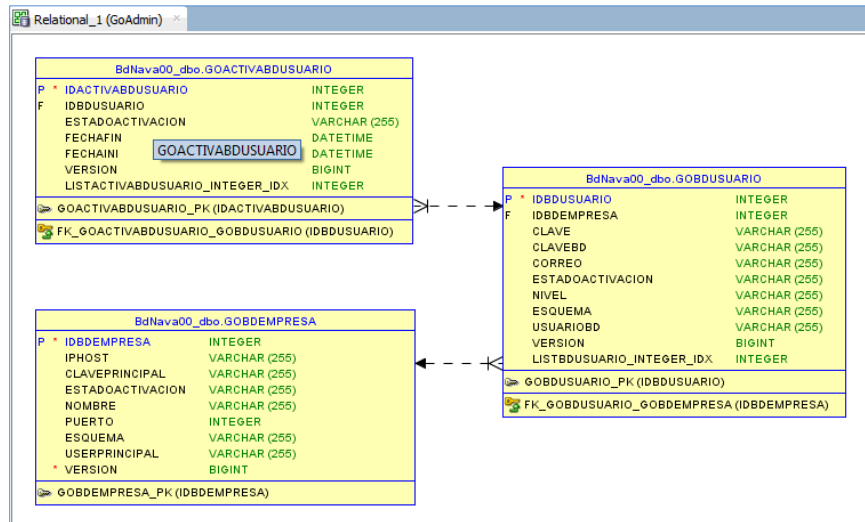 Relational_1 (GoAdmin) ×
BdNava00_dbo.GOACTIVABDUSUARIO
P * IDACTIVABDUSUARIO INTEGER
F IDBDUSUARIO INTEGER
ESTADOACTIVACION VARCHAR (255)
FECHAFIN DATETIME
FECHAINI DATETIME
GOACTIVABDUSUARIO
VERSION BIGINT
LISTACTIVABDUSUARIO_INTEGER_IDX INTEGER
GOACTIVABDUSUARIO_PK (IDACTIVABDUSUARIO)
FK_GOACTIVABDUSUARIO_GOBDUSUARIO (IDBDUSUARIO)
BdNava00_dbo.GOBDUSUARIO
P * IDBDUSUARIO INTEGER
F IDBDEMPRESA INTEGER
CLAVE VARCHAR (255)
CLAVEBD VARCHAR (255)
CORREO VARCHAR (255)
ESTADOACTIVACION VARCHAR (255)
NIVEL VARCHAR (255)
ESQUEMA VARCHAR (255)
USUARIOBD VARCHAR (255)
VERSION BIGINT
LISTBDUSUARIO_INTEGER_IDX INTEGER
GOBDUSUARIO_PK (IDBDUSUARIO)
FK_GOBDUSUARIO_GOBDEMPRESA (IDBDEMPRESA)
BdNava00_dbo.GOBDEMPRESA
P * IDBDEMPRESA INTEGER
IPHOST VARCHAR (255)
CLAVEPRINCIPAL VARCHAR (255)
ESTADOACTIVACION VARCHAR (255)
NOMBRE VARCHAR (255)
PUERTO INTEGER
ESQUEMA VARCHAR (255)
USERPRINCIPAL VARCHAR (255)
* VERSION BIGINT
GOBDEMPRESA_PK (IDBDEMPRESA)